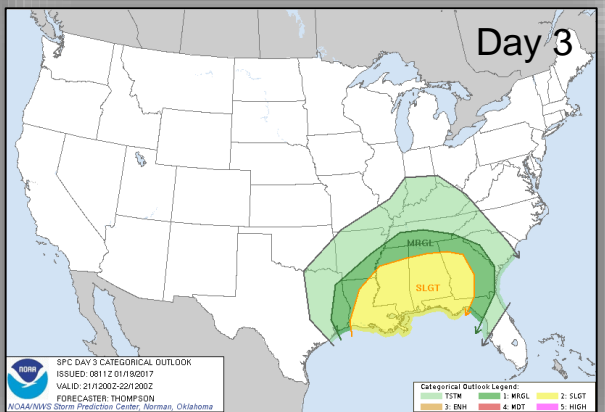 Day 3
MRGL
SLGT
NOAA
SPC DAY 3 CATEGORICAL OUTLOOK
ISSUED: 0811Z 01/19/2017
VALID: 21/1200Z-22/1200Z
FORECASTER: THOMPSON
NOAA/NWS Storm Prediction Center, Norman, Oklahoma
Categorical Outlook Legend:
TSTM 1: MRGL 2: SLGT
3: ENH 4: MDT 5: HIGH